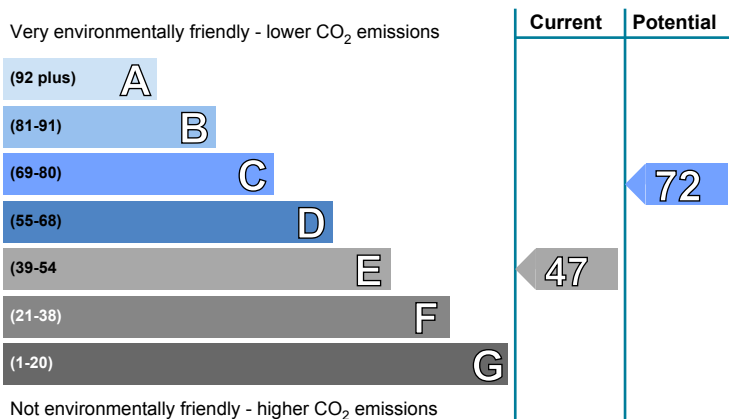 Very environmentally friendly - lower CO2 emissions
Current
Potential
(92 plus) A
(81-91) B
(69-80) C
72
(55-68) D
(39-54 E
47
(21-38) F
(1-20) G
Not environmentally friendly - higher CO2 emissions